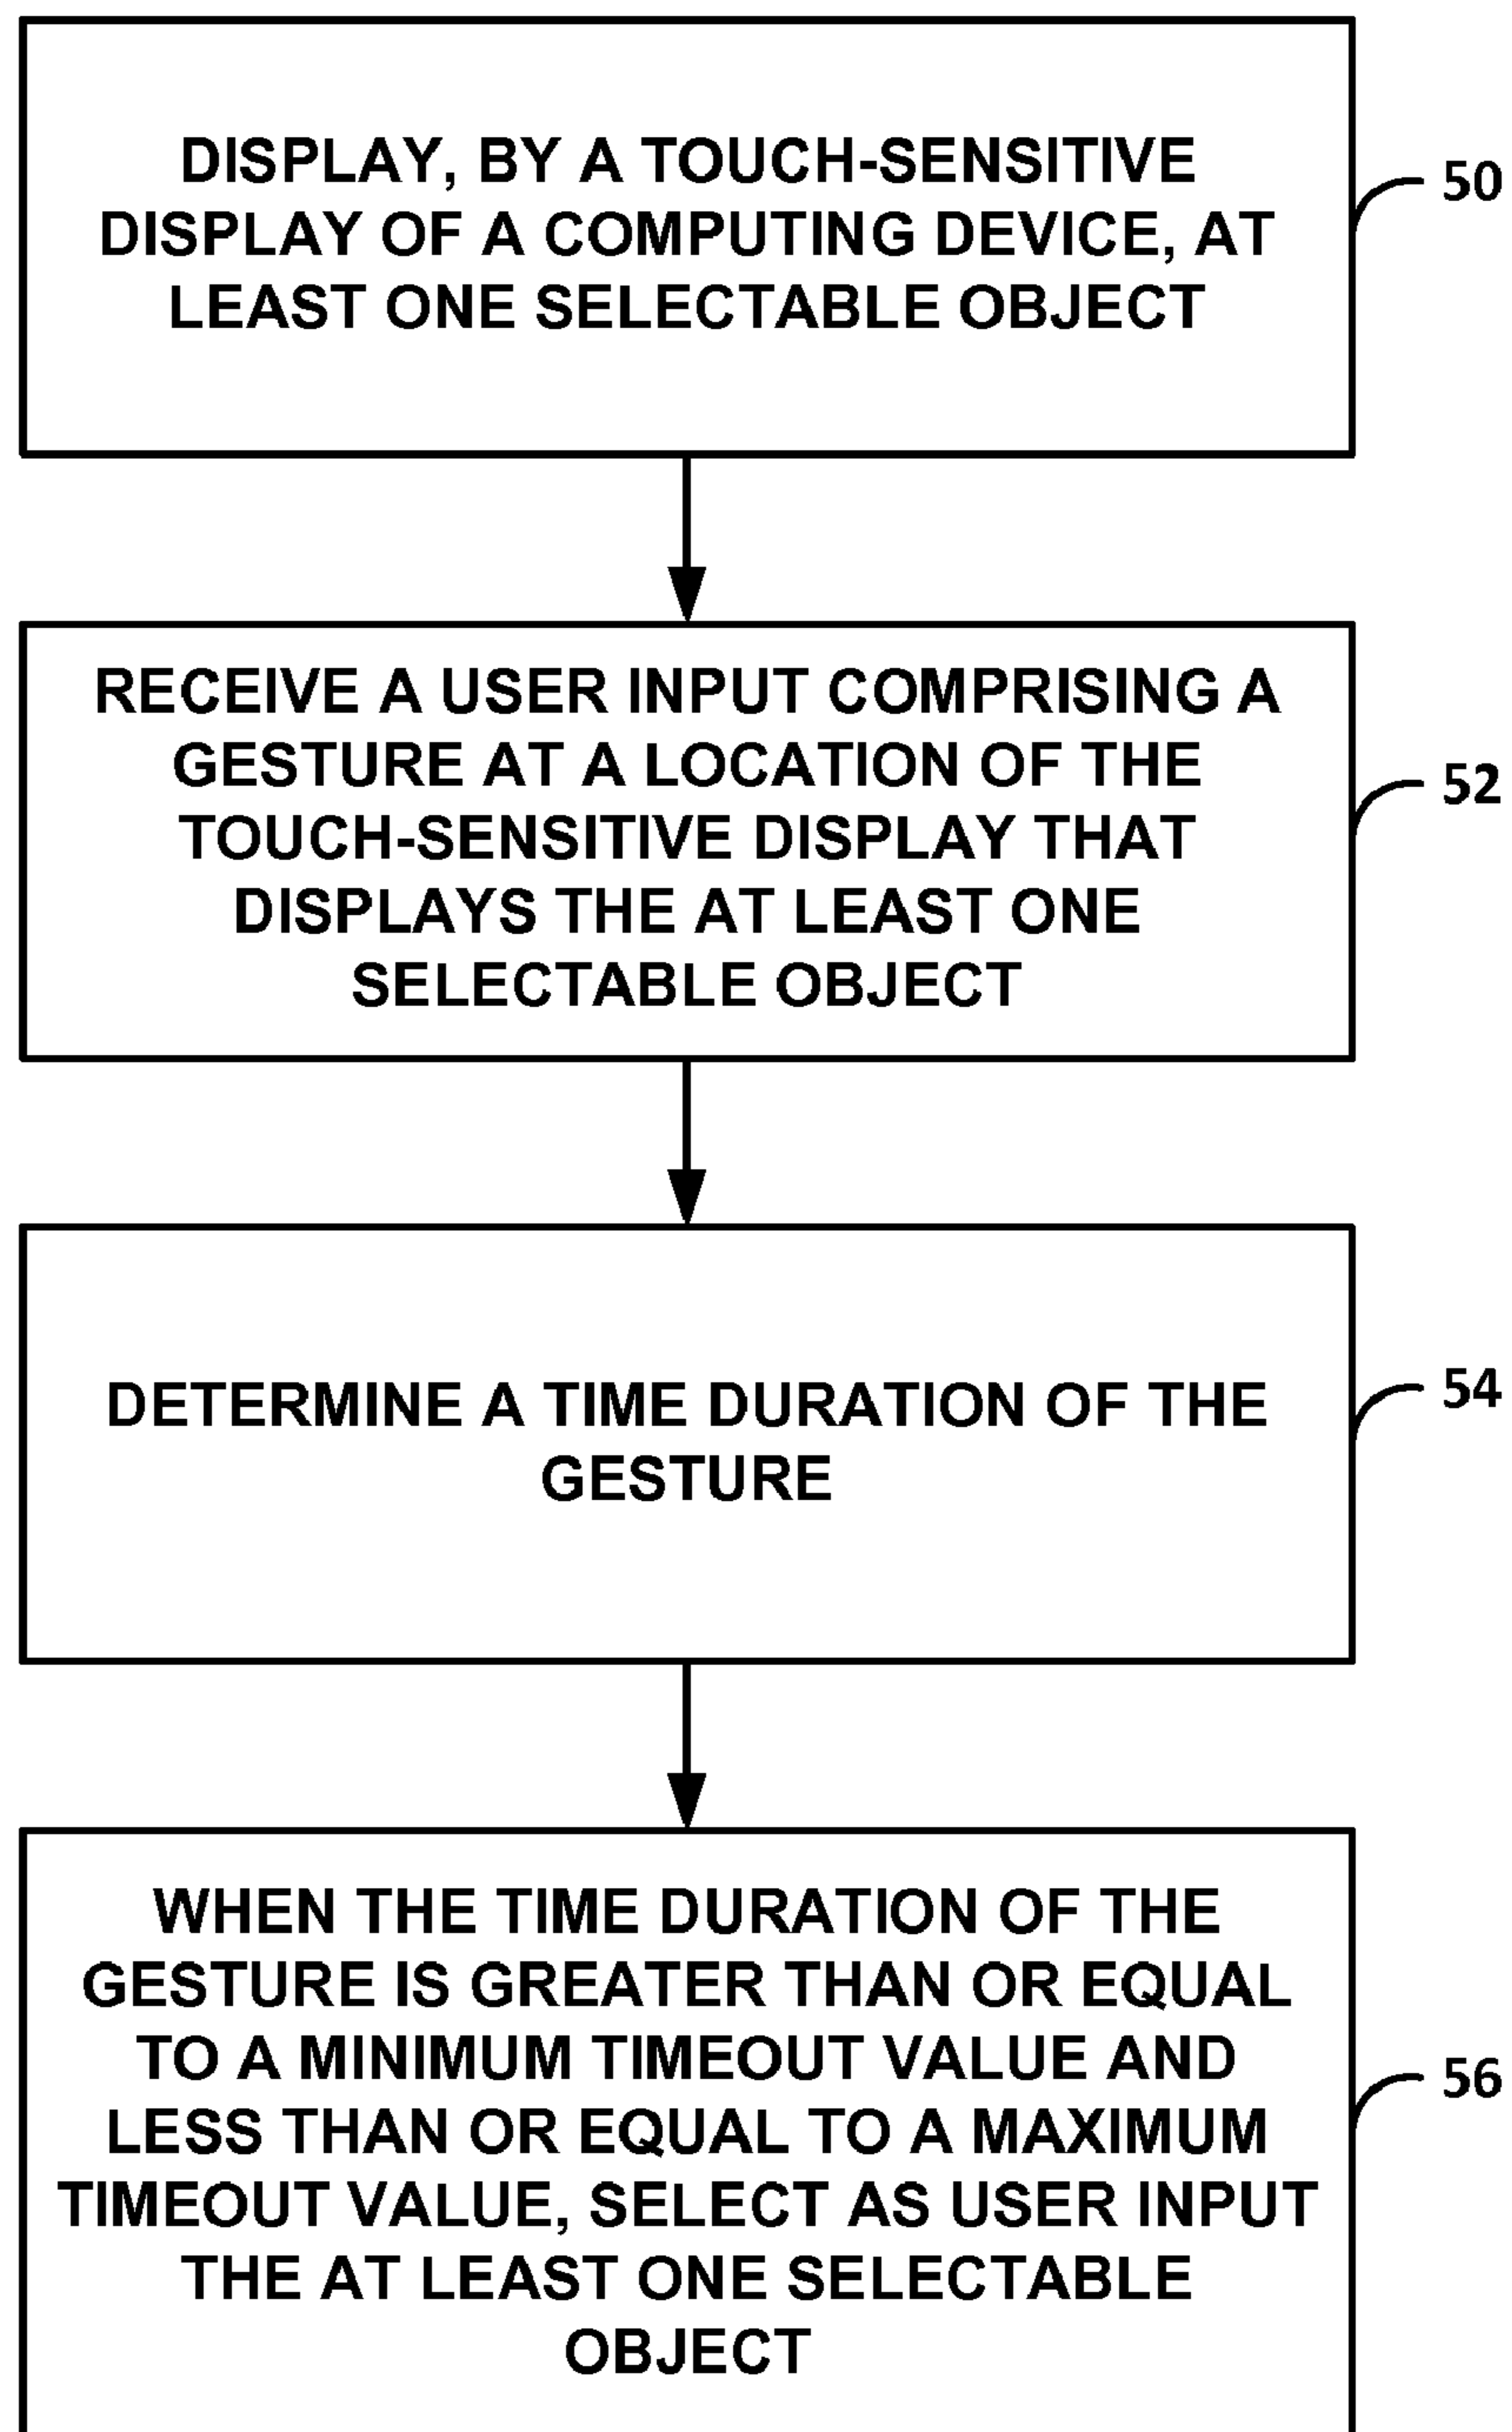 DISPLAY, BY A TOUCH-SENSITIVE
DISPLAY OF A COMPUTING DEVICE, AT
LEAST ONE SELECTABLE OBJECT
50
RECEIVE A USER INPUT COMPRISING A
GESTURE AT A LOCATION OF THE
TOUCH-SENSITIVE DISPLAY THAT
DISPLAYS THE AT LEAST ONE
SELECTABLE OBJECT
52
DETERMINE A TIME DURATION OF THE
GESTURE
54
WHEN THE TIME DURATION OF THE
GESTURE IS GREATER THAN OR EQUAL
TO A MINIMUM TIMEOUT VALUE AND
LESS THAN OR EQUAL TO A MAXIMUM
TIMEOUT VALUE, SELECT AS USER INPUT
THE AT LEAST ONE SELECTABLE
OBJECT
56